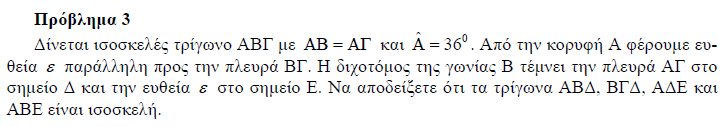 Πρόβλημα 3
Δίνεται ισοσκελές τρίγωνο ΑΒΓ με ΑΒ = ΑΓ και Â = 36⁰. Από την κορυφή Α φέρουμε ευ-
θεία ε παράλληλη προς την πλευρά ΒΓ. Η διχοτόμος της γωνίας Β τέμνει την πλευρά ΑΓ στο
σημείο Δ και την ευθεία ε στο σημείο Ε. Να αποδείξετε ότι τα τρίγωνα ΑΒΔ, ΒΓΔ, ΑΔΕ και
ΑΒΕ είναι ισοσκελή.